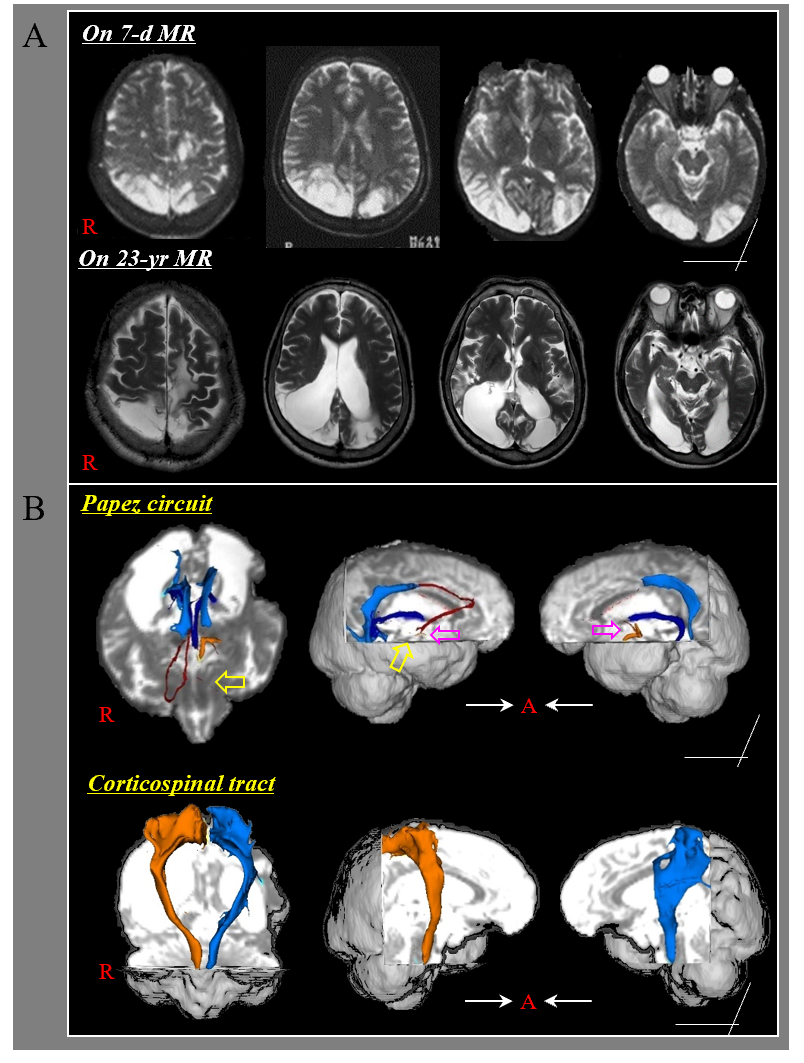 A
On 7-d MR
R
On 23-yr MR
R
B
Papez circuit
R
A
Corticospinal tract
R
A